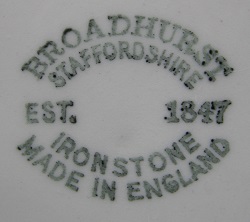 BROADHURST
STAFFORDSHIRE
EST. 1847
IRONSTONE
MADE IN ENGLAND